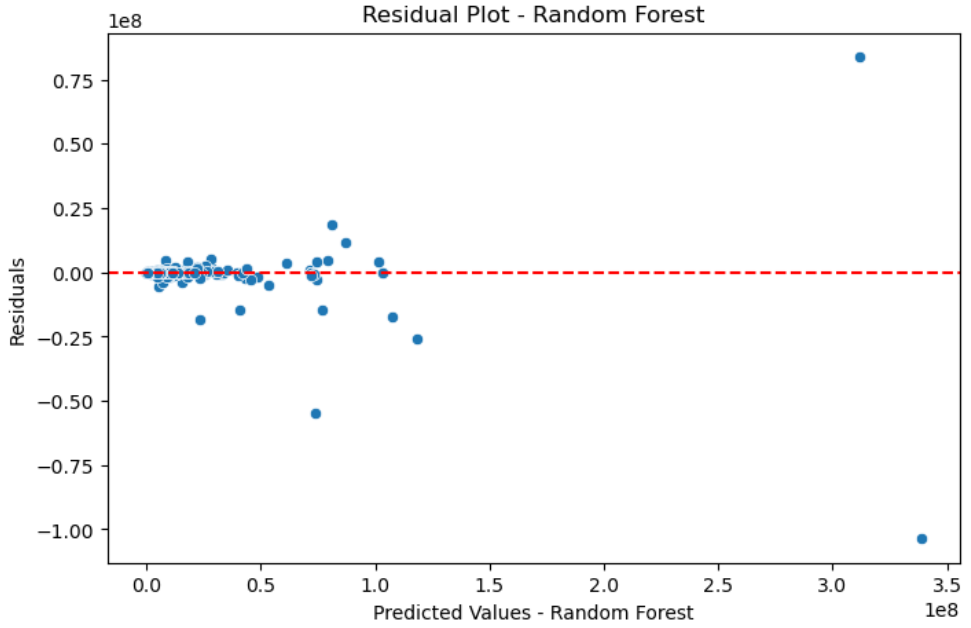 Residual Plot - Random Forest
1e8
0.75
0.50
0.25
0.00
−0.25
−0.50
−0.75
−1.00
Residuals
0.0 0.5 1.0 1.5 2.0 2.5 3.0 3.5
1e8
Predicted Values - Random Forest